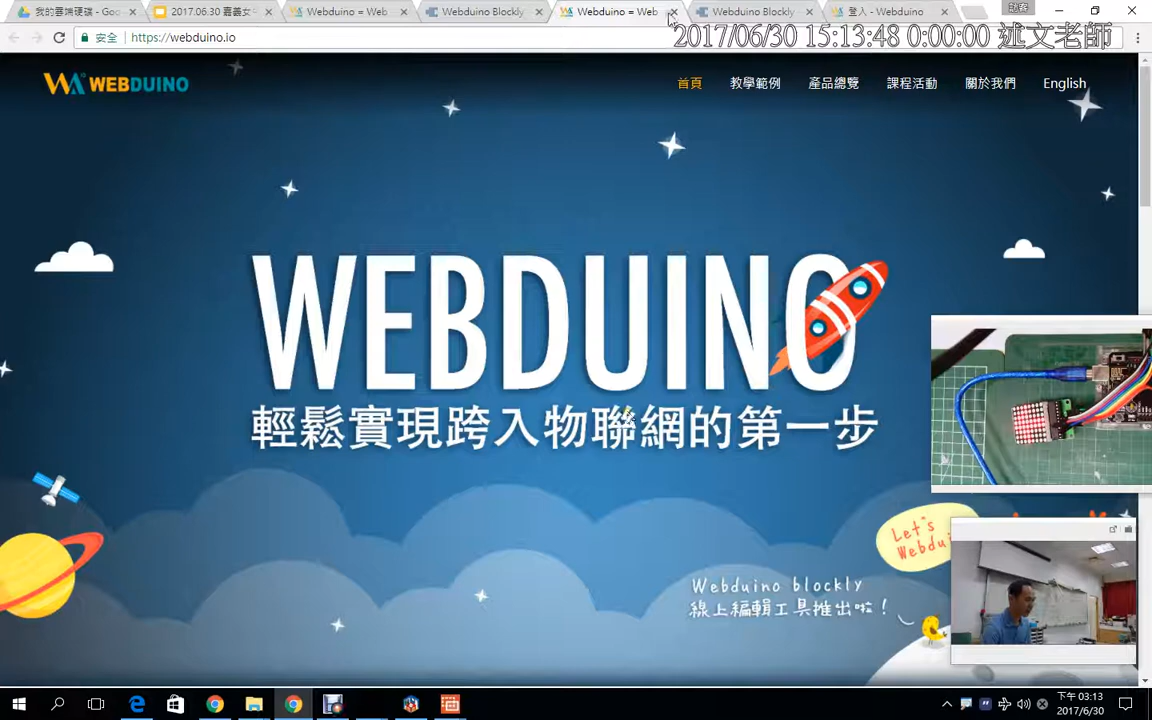 我的雲端硬碟 - Goo
2017.06.30 嘉義女
Webduino = Web
Webduino Blockly
Webduino = Web
Webduino Blockly
登入 - Webduino
2017/06/30 15:13:48 0:00:00 述文老師
安全 https://webduino.io
WEBDUINO
首頁 教學範例 產品總覽 課程活動 關於我們 English
WEBDUINO
輕鬆實現跨入物聯網的第一步
Let's
Webdu
Webduino blockly
線上編輯工具推出啦！
下午 03:13
2017/6/30